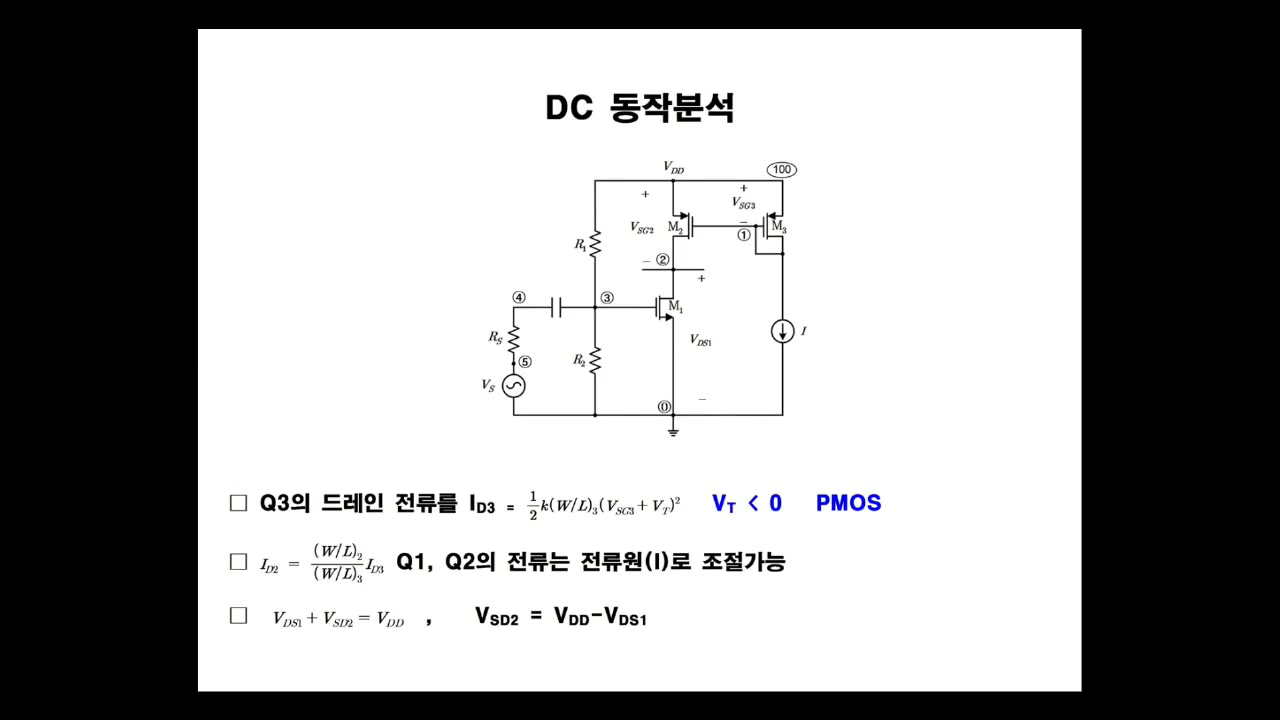 DC 동작분석
V_DD
100
+
+
V_SG3
V_SG2
M_2
−
①
M_3
R_1
−
②
+
④
③
M_1
R_S
V_DS1
I
R_2
⑤
V_S
⓪
−
□ Q3의 드레인 전류를 I_D3 = 1/2 k(W/L)_3(V_SG3+V_T)^2 V_T < 0 PMOS
□ I_D2 = (W/L)_2/(W/L)_3 I_D3 Q1, Q2의 전류는 전류원(I)로 조절가능
□ V_DS1+V_SD2=V_DD , V_SD2 = V_DD-V_DS1